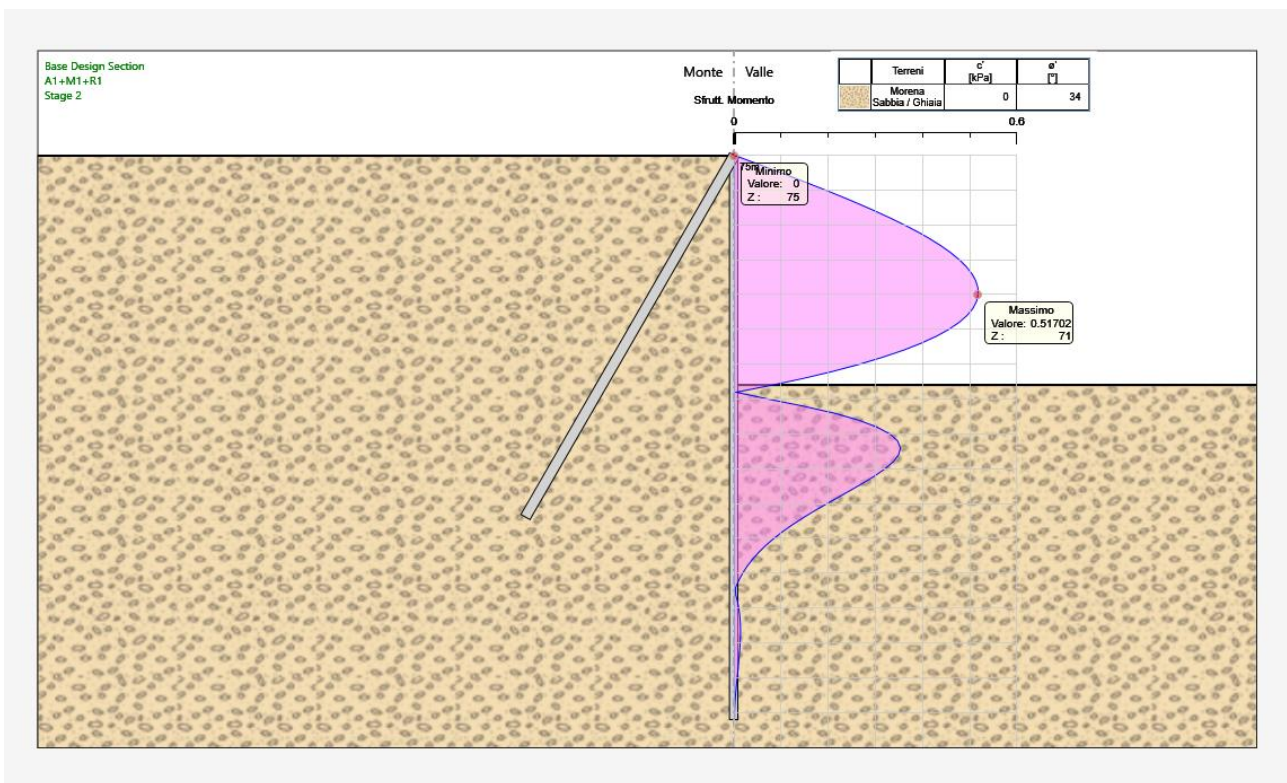 Base Design Section
A1+M1+R1
Stage 2
Monte
Valle
Sfrutt. Momento
Terreni
c'
[kPa]
ø'
[°]
Morena
Sabbia / Ghiaia
0
34
0
0.6
75m
Minimo
Valore: 0
Z : 75
Massimo
Valore: 0.51702
Z : 71